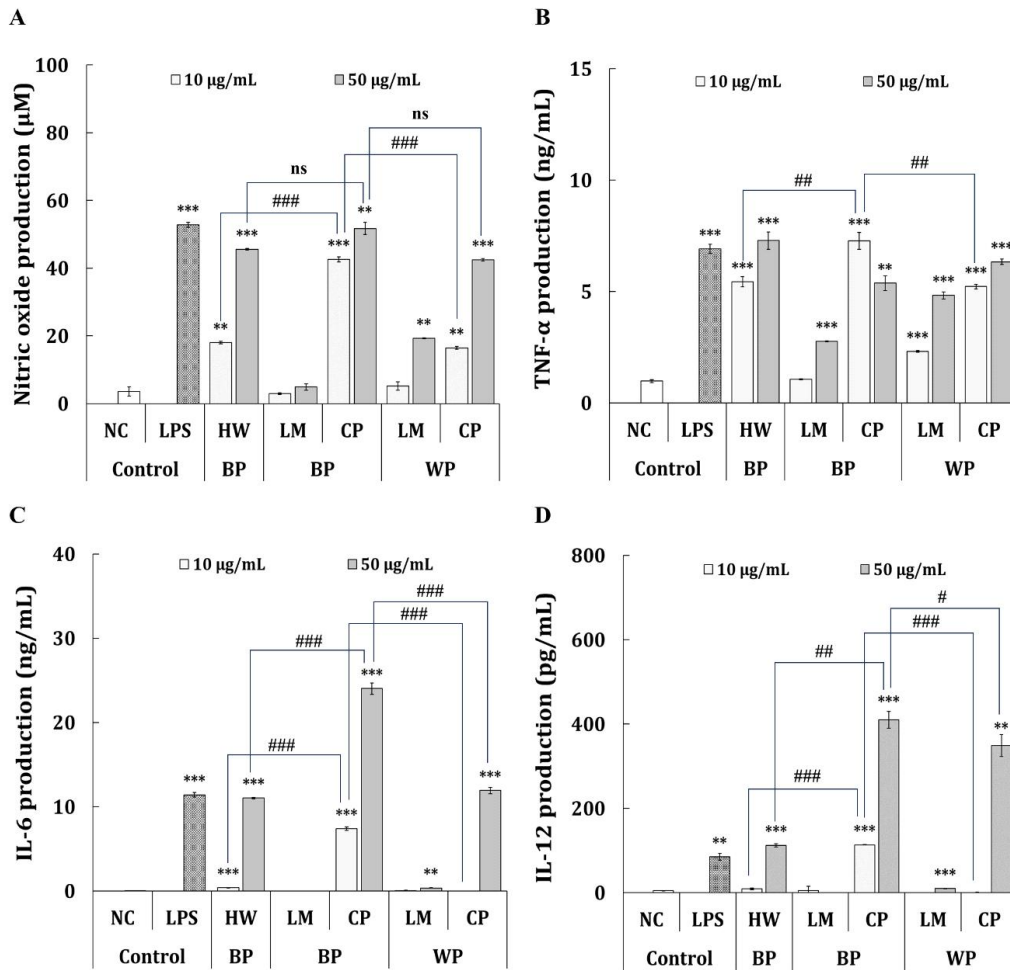 A
Nitric oxide production (µM)
100
80
60
40
20
0
10 µg/mL
50 µg/mL
ns
###
ns
###
***
**
***
***
**
**
**
***
NC
LPS
HW
LM
CP
LM
CP
Control
BP
BP
WP
B
TNF-α production (ng/mL)
15
10
5
0
10 µg/mL
50 µg/mL
##
##
***
***
***
***
***
**
***
***
***
***
NC
LPS
HW
LM
CP
LM
CP
Control
BP
BP
WP
C
IL-6 production (ng/mL)
40
30
20
10
0
10 µg/mL
50 µg/mL
###
###
###
###
***
***
***
***
***
**
***
NC
LPS
HW
LM
CP
LM
CP
Control
BP
BP
WP
D
IL-12 production (pg/mL)
800
600
400
200
0
10 µg/mL
50 µg/mL
#
###
##
###
**
***
***
***
***
**
NC
LPS
HW
LM
CP
LM
CP
Control
BP
BP
WP